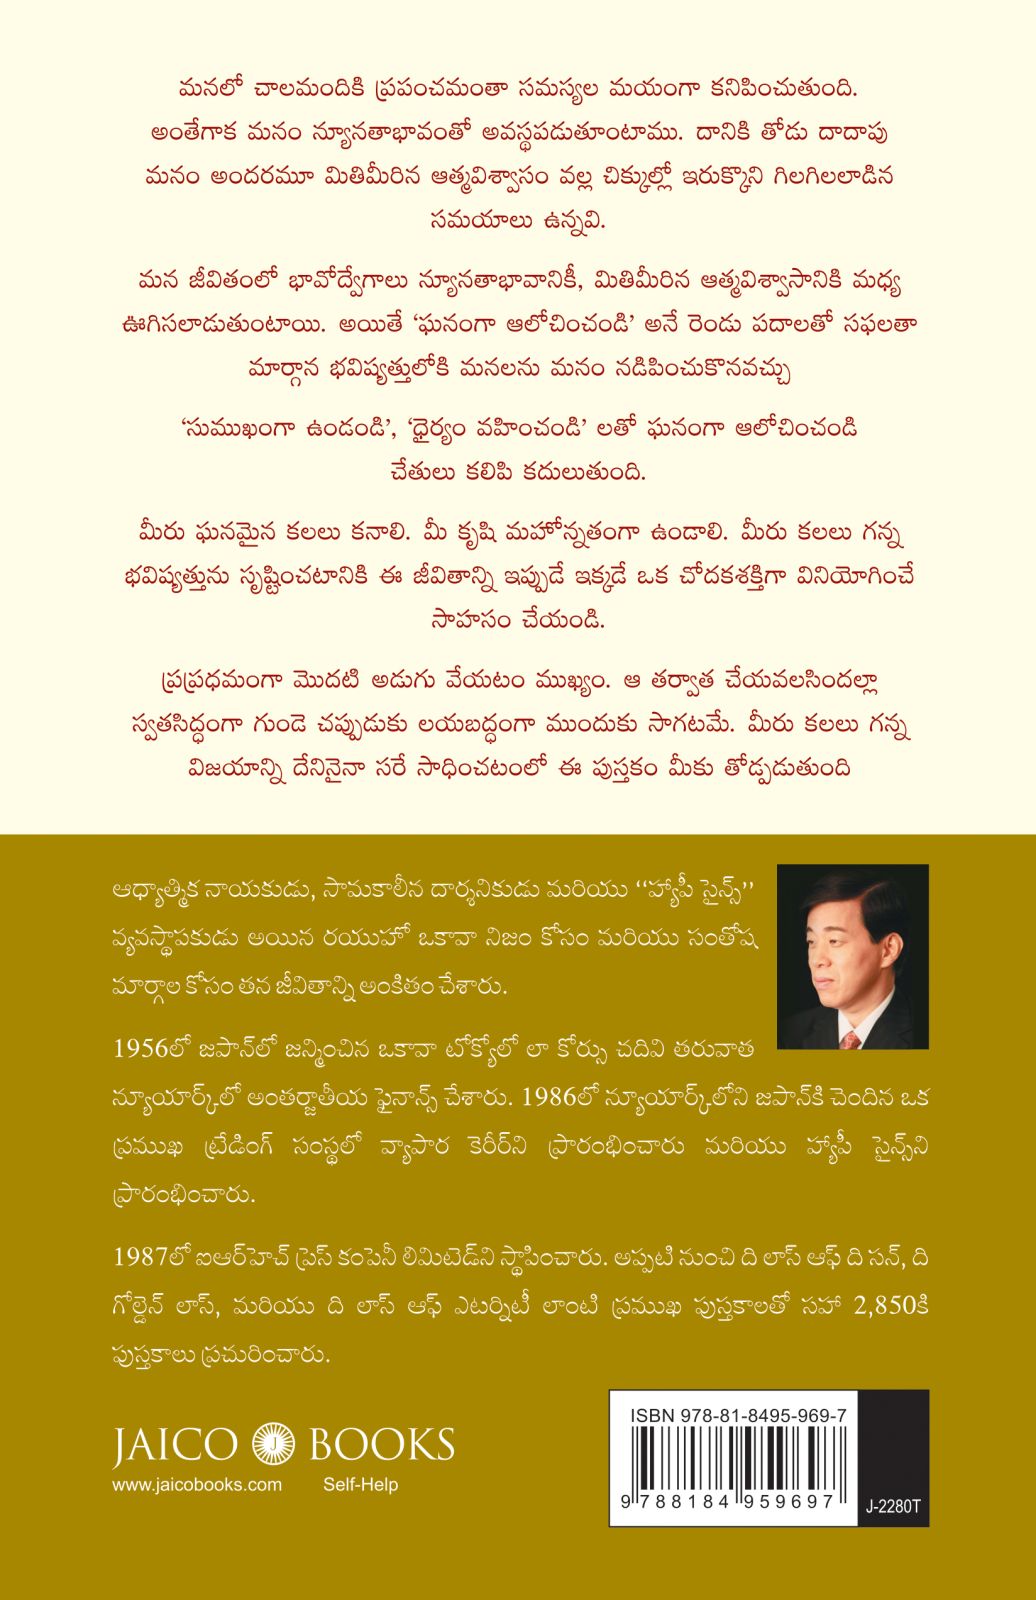 మనలో చాలమందికి ప్రపంచమంతా సమస్యల మయంగా కనిపించుతుంది.
అంతేగాక మనం న్యూనతాభావంతో అవస్థపడుతూంటాము. దానికి తోడు దాదాపు
మనం అందరమూ మితిమీరిన ఆత్మవిశ్వాసం వల్ల చిక్కుల్లో ఇరుక్కొని గిలగిలలాడిన
సమయాలు ఉన్నవి.
మన జీవితంలో భావోద్వేగాలు న్యూనతాభావానికీ, మితిమీరిన ఆత్మవిశ్వాసానికి మధ్య
ఊగిసలాడుతుంటాయి. అయితే ‘ఘనంగా ఆలోచించండి’ అనే రెండు పదాలతో సఫలతా
మార్గాన భవిష్యత్తులోకి మనలను మనం నడిపించుకొనవచ్చు
‘సుముఖంగా ఉండండి’, ‘ధైర్యం వహించండి’ లతో ఘనంగా ఆలోచించండి
చేతులు కలిపి కదులుతుంది.
మీరు ఘనమైన కలలు కనాలి. మీ కృషి మహోన్నతంగా ఉండాలి. మీరు కలలు గన్న
భవిష్యత్తును సృష్టించటానికి ఈ జీవితాన్ని ఇప్పుడే ఇక్కడే ఒక చోదకశక్తిగా వినియోగించే
సాహసం చేయండి.
ప్రప్రధమంగా మొదటి అడుగు వేయటం ముఖ్యం. ఆ తర్వాత చేయవలసిందల్లా
స్వతసిద్ధంగా గుండె చప్పుడుకు లయబద్ధంగా ముందుకు సాగటమే. మీరు కలలు గన్న
విజయాన్ని దేనినైనా సరే సాధించటంలో ఈ పుస్తకం మీకు తోడ్పడుతుంది
ఆధ్యాత్మిక నాయకుడు, సామకాలీన దార్శనికుడు మరియు “హ్యాపీ సైన్స్”
వ్యవస్థాపకుడు అయిన రయుహో ఒకావా నిజం కోసం మరియు సంతోష
మార్గాల కోసం తన జీవితాన్ని అంకితం చేశారు.
1956లో జపాన్‌లో జన్మించిన ఒకావా టోక్యోలో లా కోర్సు చదివి తరువాత
న్యూయార్క్‌లో అంతర్జాతీయ ఫైనాన్స్ చేశారు. 1986లో న్యూయార్క్‌లోని జపాన్‌కి చెందిన ఒక
ప్రముఖ ట్రేడింగ్ సంస్థలో వ్యాపార కెరీర్‌ని ప్రారంభించారు మరియు హ్యాపీ సైన్స్‌ని
ప్రారంభించారు.
1987లో ఐఆర్‌హెచ్ ప్రెస్ కంపెనీ లిమిటెడ్‌ని స్థాపించారు. అప్పటి నుంచి ది లాస్ ఆఫ్ ది సన్, ది
గోల్డెన్ లాస్, మరియు ది లాస్ ఆఫ్ ఎటర్నిటీ లాంటి ప్రముఖ పుస్తకాలతో సహా 2,850కి
పుస్తకాలు ప్రచురించారు.
JAICO J BOOKS
www.jaicobooks.com Self-Help
ISBN 978-81-8495-969-7
9 788184 959697
J-2280T